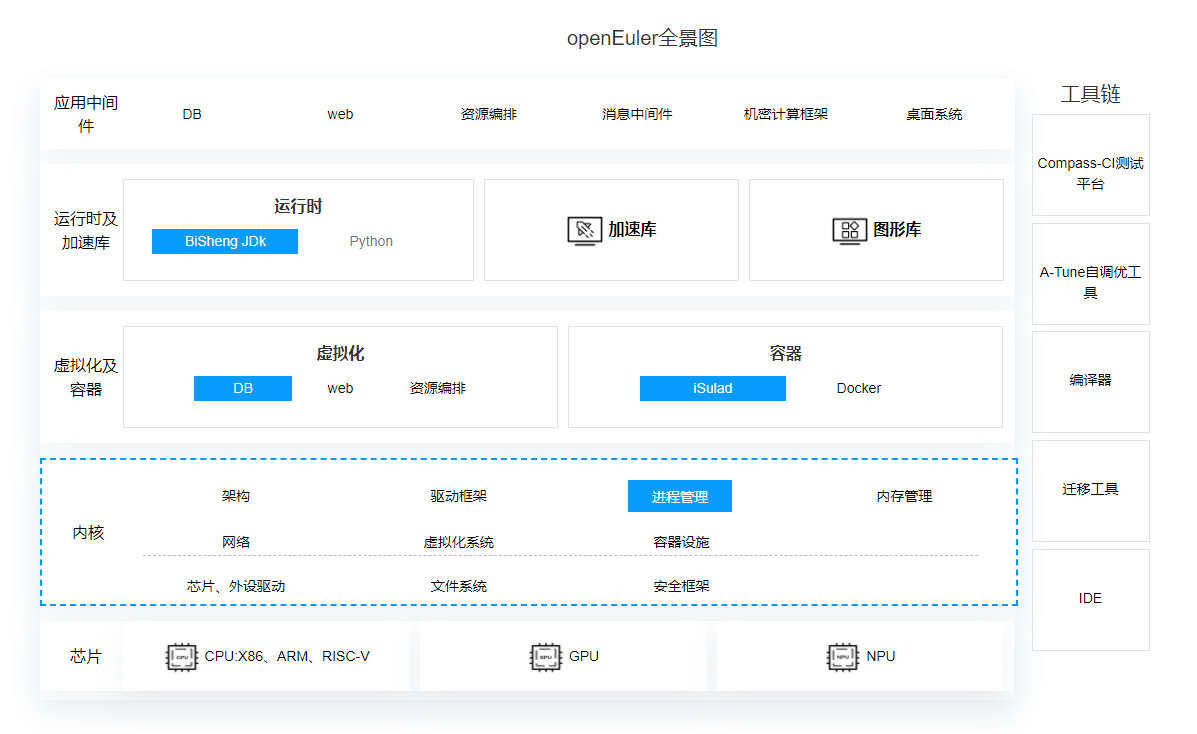 openEuler全景图
应用中间
件
DB
web
资源编排
消息中间件
机密计算框架
桌面系统
运行时及
加速库
运行时
BiSheng JDk
Python
加速库
图形库
虚拟化及
容器
虚拟化
DB
web
资源编排
容器
iSulad
Docker
内核
架构
驱动框架
进程管理
内存管理
网络
虚拟化系统
容器设施
芯片、外设驱动
文件系统
安全框架
芯片
CPU
CPU:X86、ARM、RISC-V
GPU
GPU
NPU
NPU
工具链
Compass-CI测试
平台
A-Tune自调优工
具
编译器
迁移工具
IDE